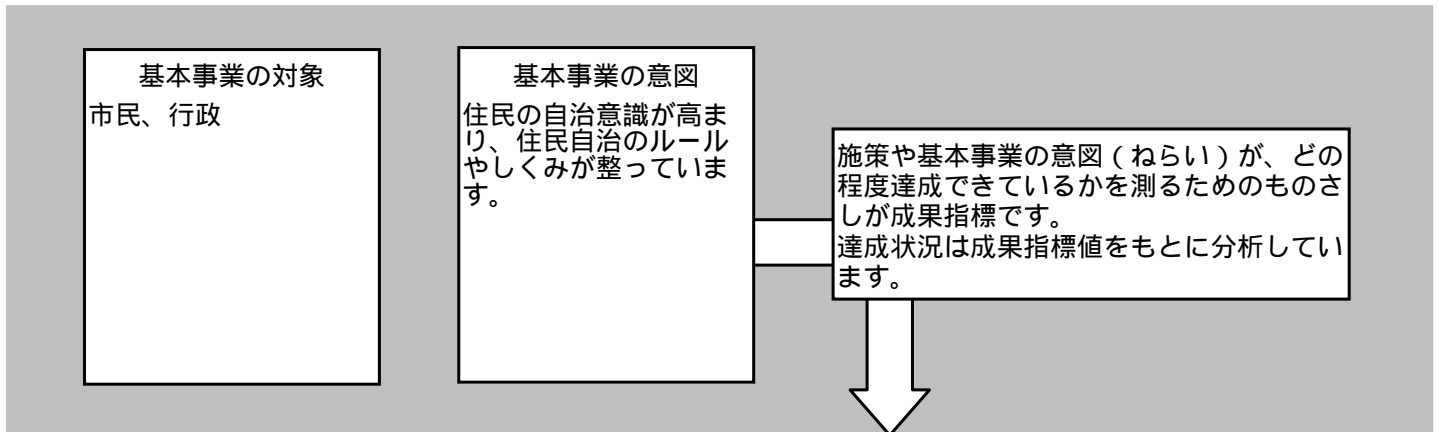 基本事業の対象
市民、行政
基本事業の意図
住民の自治意識が高ま
り、住民自治のルール
やしくみが整っていま
す。
施策や基本事業の意図（ねらい）が、どの
程度達成できているかを測るためのものさ
しが成果指標です。
達成状況は成果指標値をもとに分析してい
ます。